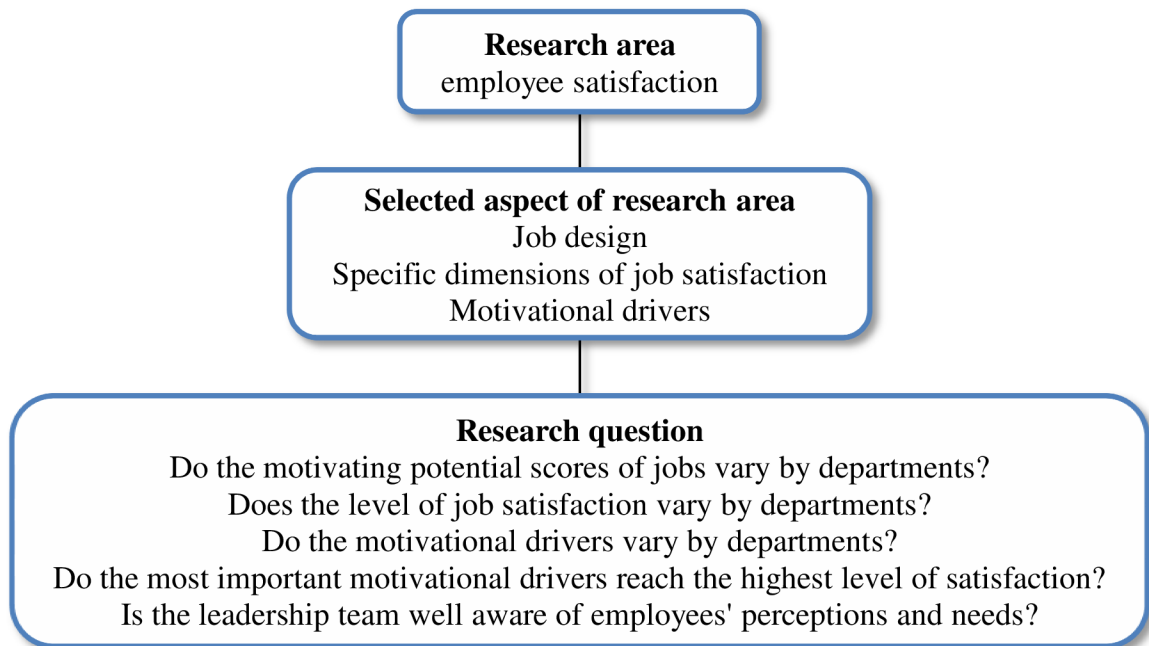 Research area
employee satisfaction
Selected aspect of research area
Job design
Specific dimensions of job satisfaction
Motivational drivers
Research question
Do the motivating potential scores of jobs vary by departments?
Does the level of job satisfaction vary by departments?
Do the motivational drivers vary by departments?
Do the most important motivational drivers reach the highest level of satisfaction?
Is the leadership team well aware of employees' perceptions and needs?